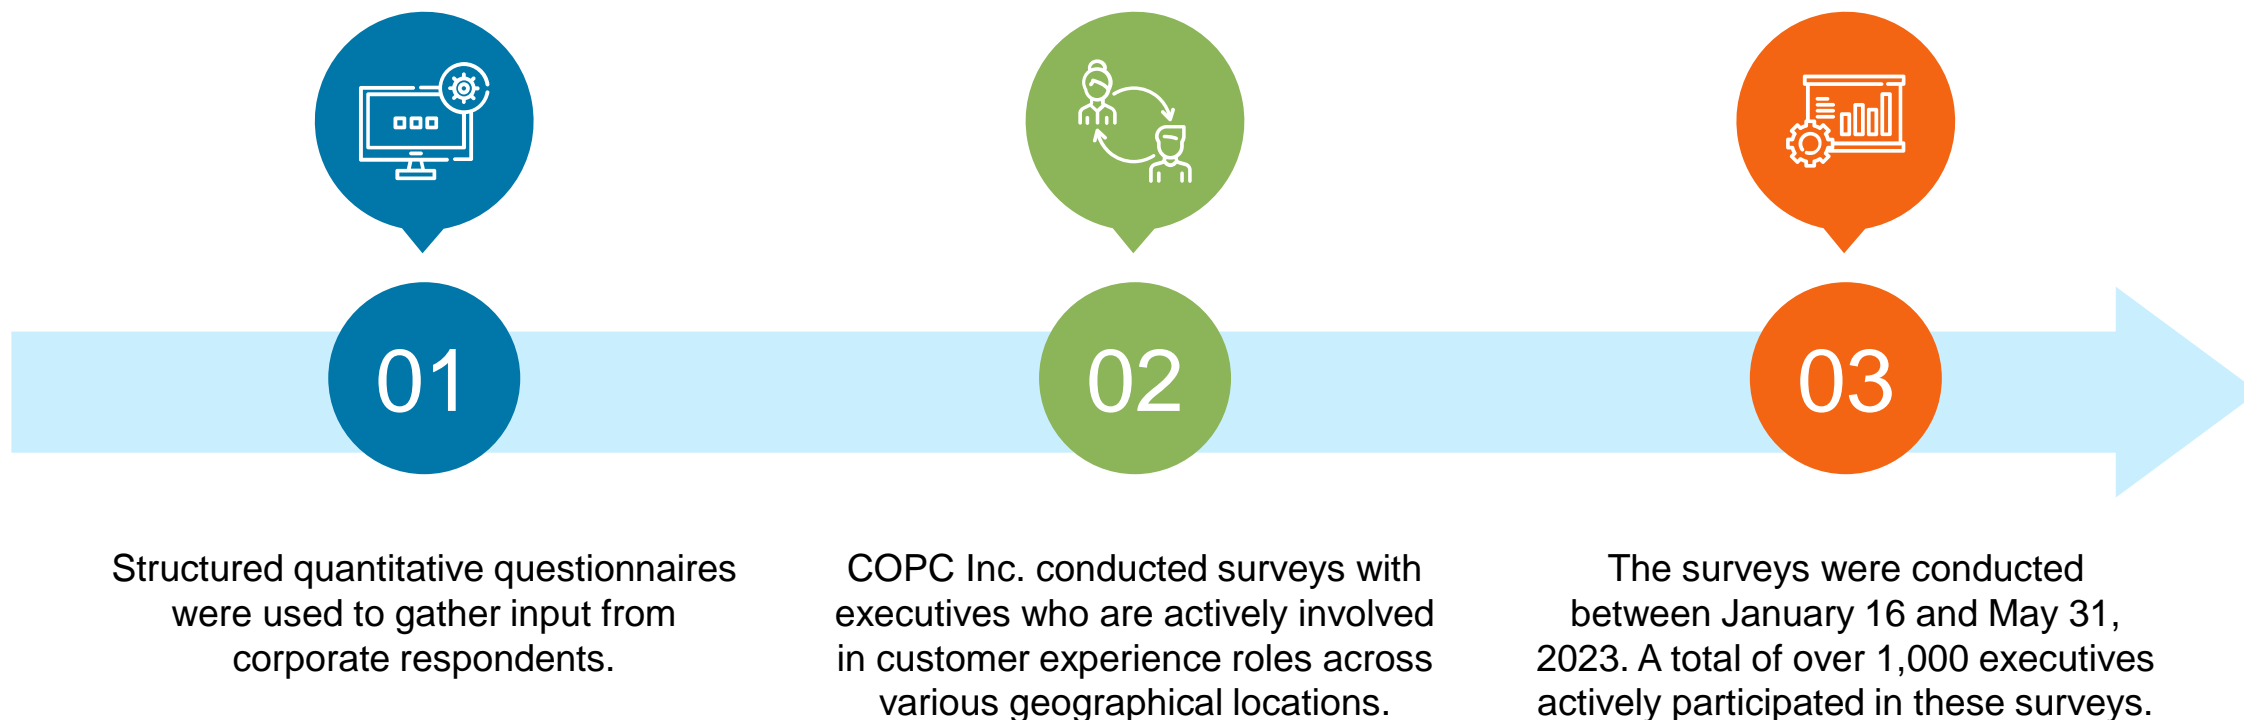 01
Structured quantitative questionnaires
were used to gather input from
corporate respondents.
02
COPC Inc. conducted surveys with
executives who are actively involved
in customer experience roles across
various geographical locations.
03
The surveys were conducted
between January 16 and May 31,
2023. A total of over 1,000 executives
actively participated in these surveys.